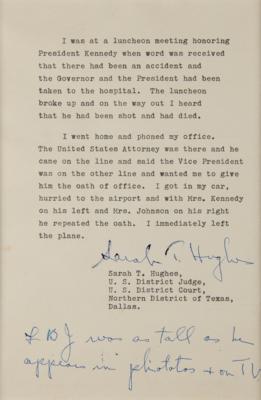 I was at a luncheon meeting honoring
President Kennedy when word was received
that there had been an accident and
the Governor and the President had been
taken to the hospital. The luncheon
broke up and on the way out I heard
that he had been shot and had died.
I went home and phoned my office.
The United States Attorney was there and he
came on the line and said the Vice President
was on the other line and wanted me to give
him the oath of office. I got in my car,
hurried to the airport and with Mrs. Kennedy
on his left and Mrs. Johnson on his right
he repeated the oath. I immediately left
the plane.
Sarah T. Hughes
Sarah T. Hughes,
U. S. District Judge,
U. S. District Court,
Northern District of Texas,
Dallas.
LBJ was as tall as he
appears in photos + on TV